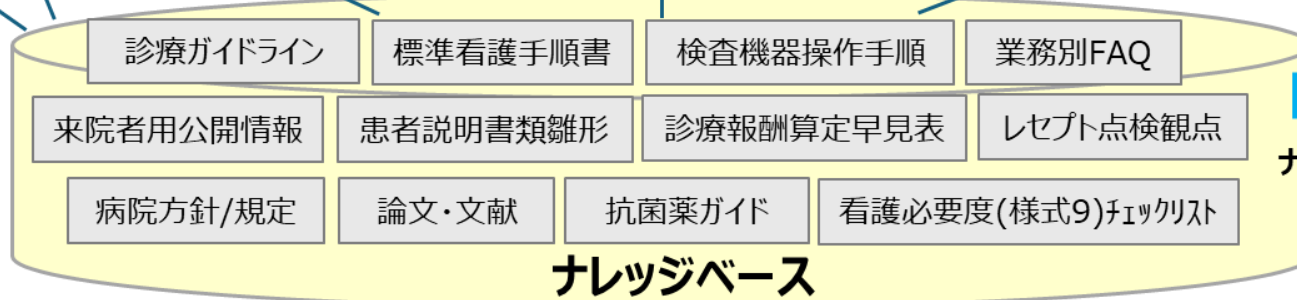 診療ガイドライン 標準看護手順書 検査機器操作手順 業務別FAQ
来院者用公開情報 患者説明書類雛形 診療報酬算定早見表 レセプト点検観点
病院方針/規定 論文・文献 抗菌薬ガイド 看護必要度(様式9)ﾁｪｯｸﾘｽﾄ
ナレッジベース